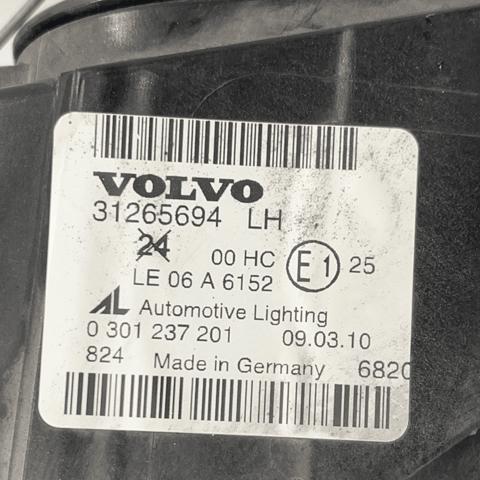 VOLVO
31265694 LH
24 00 HC E1 25
LE 06 A 6152
AL Automotive Lighting
0 301 237 201 09.03.10
824 Made in Germany 6820